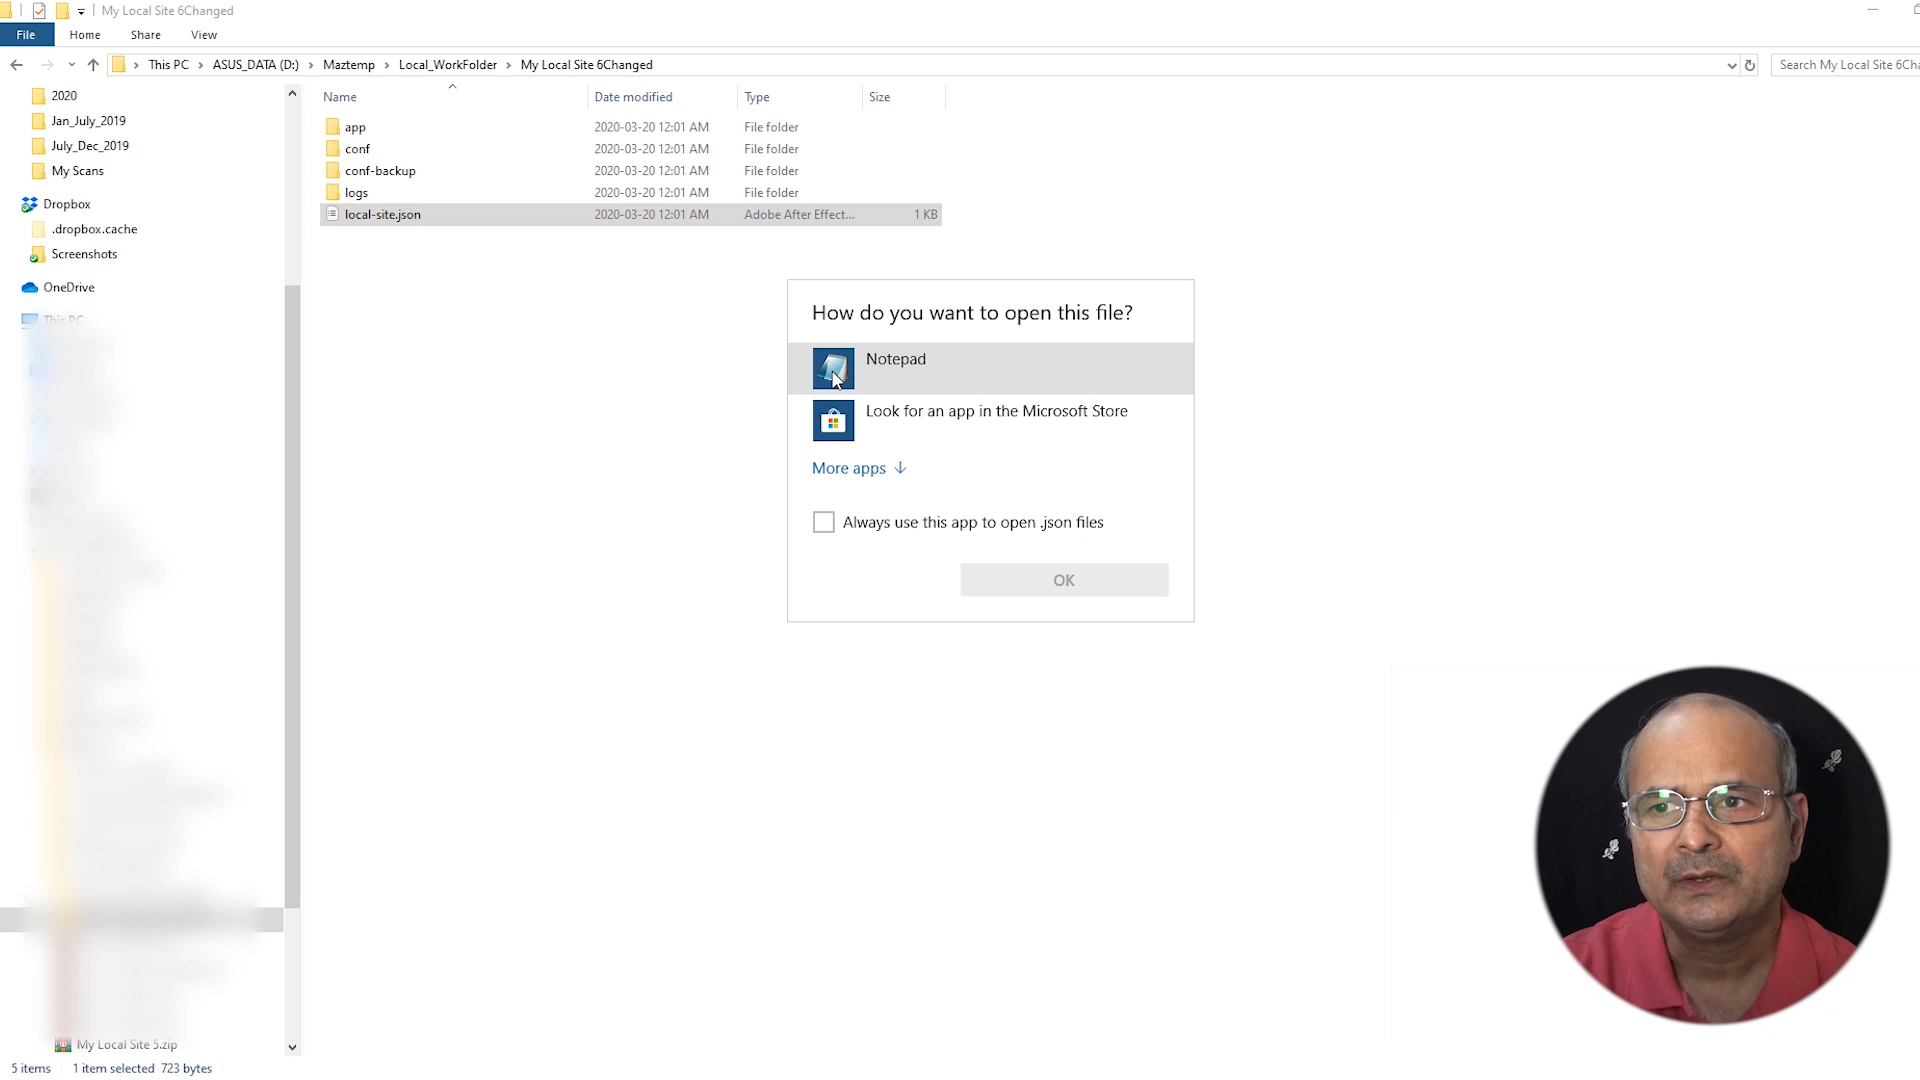 My Local Site 6Changed
File Home Share View
This PC > ASUS_DATA (D:) > Maztemp > Local_WorkFolder > My Local Site 6Changed
Search My Local Site 6Cha
Name Date modified Type Size
2020
Jan_July_2019
July_Dec_2019
My Scans
Dropbox
.dropbox.cache
Screenshots
OneDrive
This PC
My Local Site 5.zip
app 2020-03-20 12:01 AM File folder
conf 2020-03-20 12:01 AM File folder
conf-backup 2020-03-20 12:01 AM File folder
logs 2020-03-20 12:01 AM File folder
local-site.json 2020-03-20 12:01 AM Adobe After Effect... 1 KB
How do you want to open this file?
Notepad
Look for an app in the Microsoft Store
More apps
Always use this app to open .json files
OK
5 items 1 item selected 723 bytes